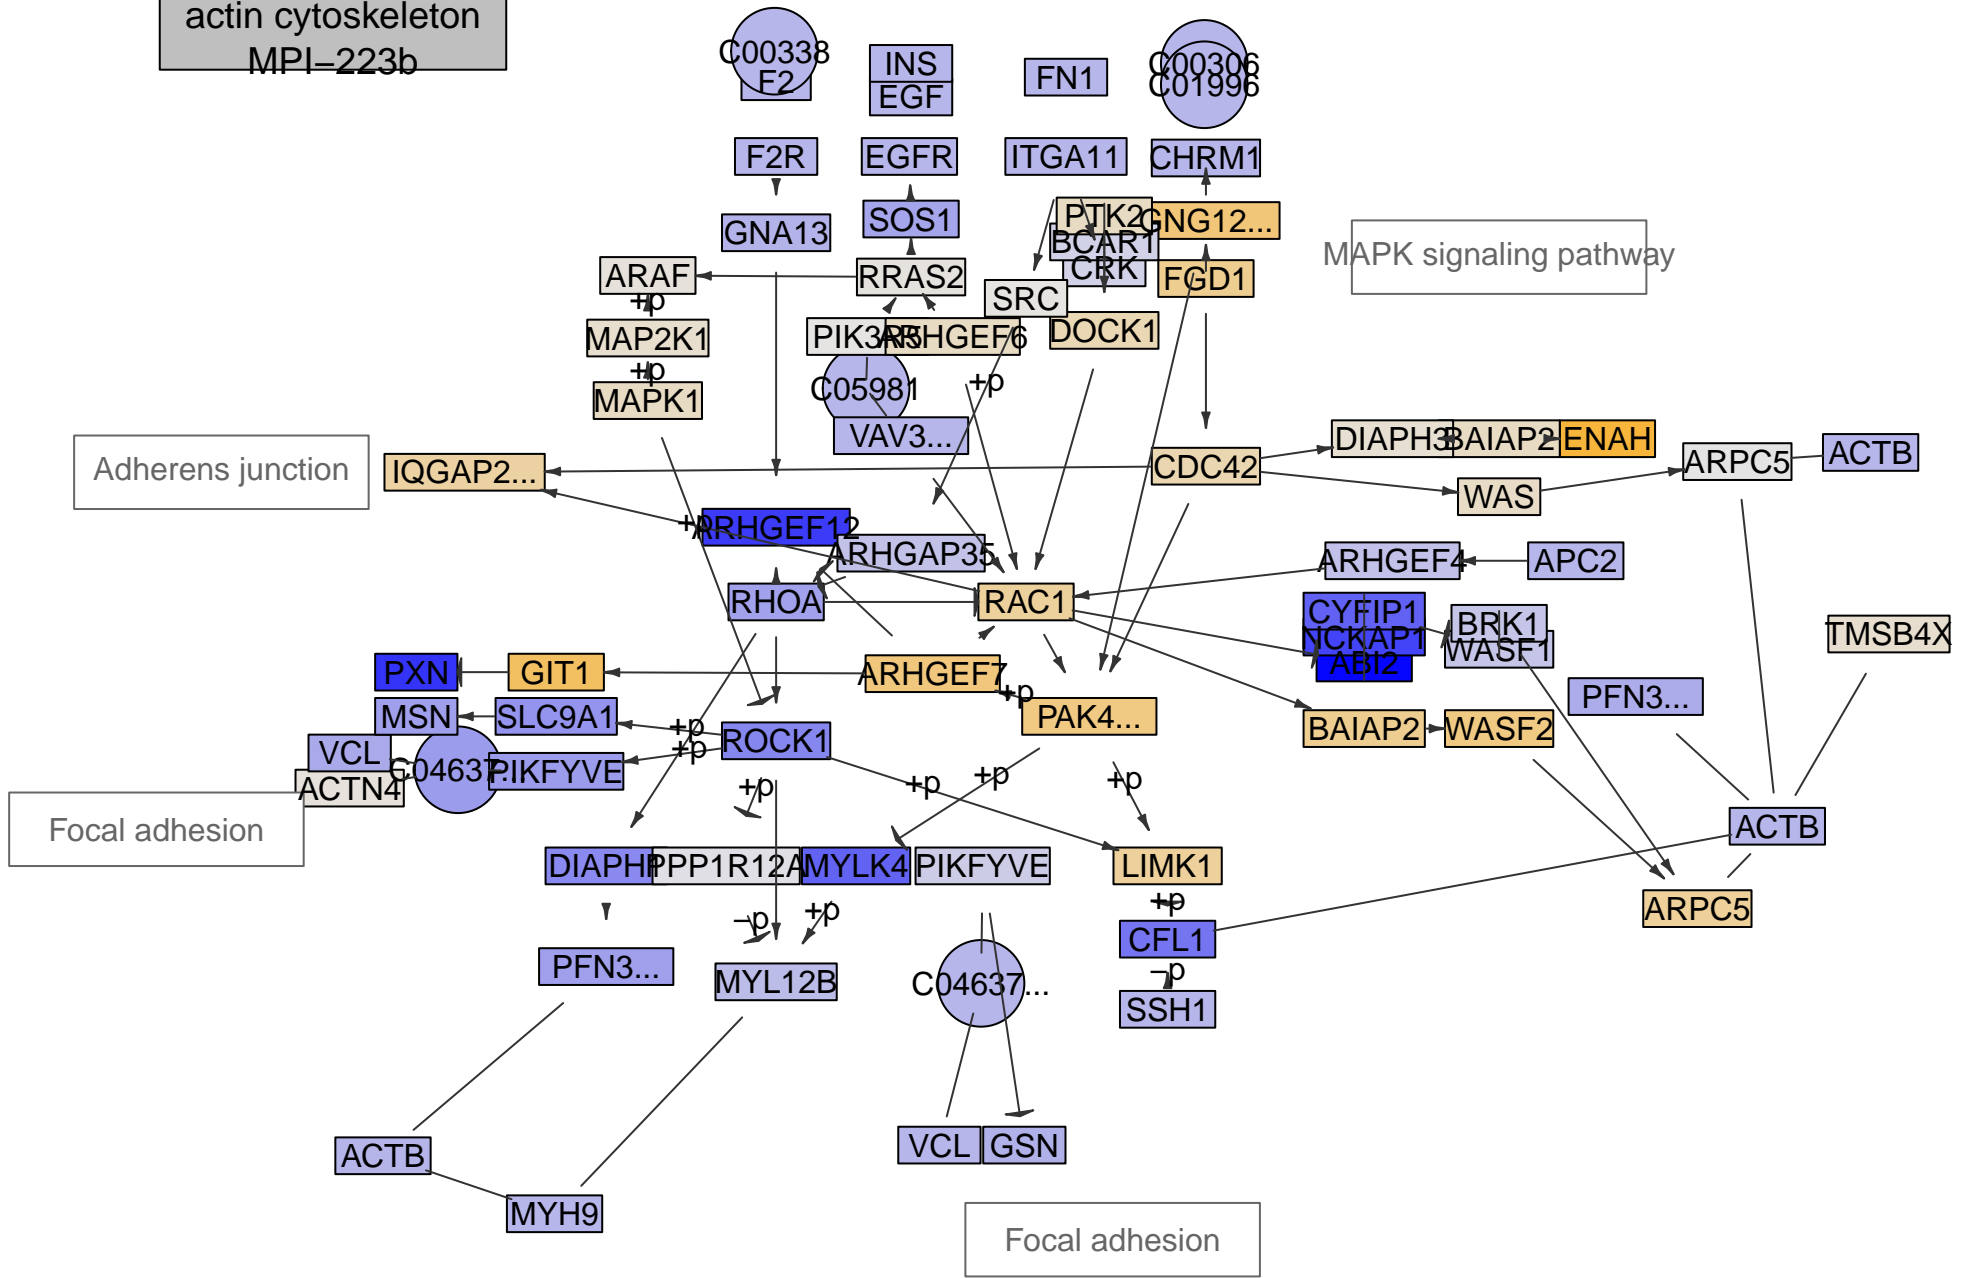 actin cytoskeleton
MPI−223b
C00338
F2
INS
EGF
FN1
C00306
C01996
F2R
EGFR
ITGA11
CHRM1
GNA13
SOS1
PTK2
GNG12...
BCAR1
CRK
MAPK signaling pathway
ARAF
RRAS2
SRC
FGD1
+p
MAP2K1
PIK3R5
ARHGEF6
DOCK1
+p
MAPK1
C05981
+p
VAV3...
DIAPH3
BAIAP2
ENAH
ARPC5
ACTB
Adherens junction
IQGAP2...
CDC42
WAS
+p
ARHGEF12
ARHGAP35
ARHGEF4
APC2
RHOA
RAC1
CYFIP1
NCKAP1
ABI2
BRK1
WASF1
TMSB4X
PXN
GIT1
ARHGEF7
+p
PFN3...
MSN
SLC9A1
+p
ROCK1
PAK4...
BAIAP2
WASF2
VCL
C04637...
PIKFYVE
+p
ACTN4
+p
+p
+p
+p
Focal adhesion
ACTB
PPP1R12A
MYLK4
PIKFYVE
LIMK1
+p
ARPC5
−p
+p
CFL1
PFN3...
MYL12B
C04637...
−p
SSH1
ACTB
VCL
GSN
MYH9
Focal adhesion